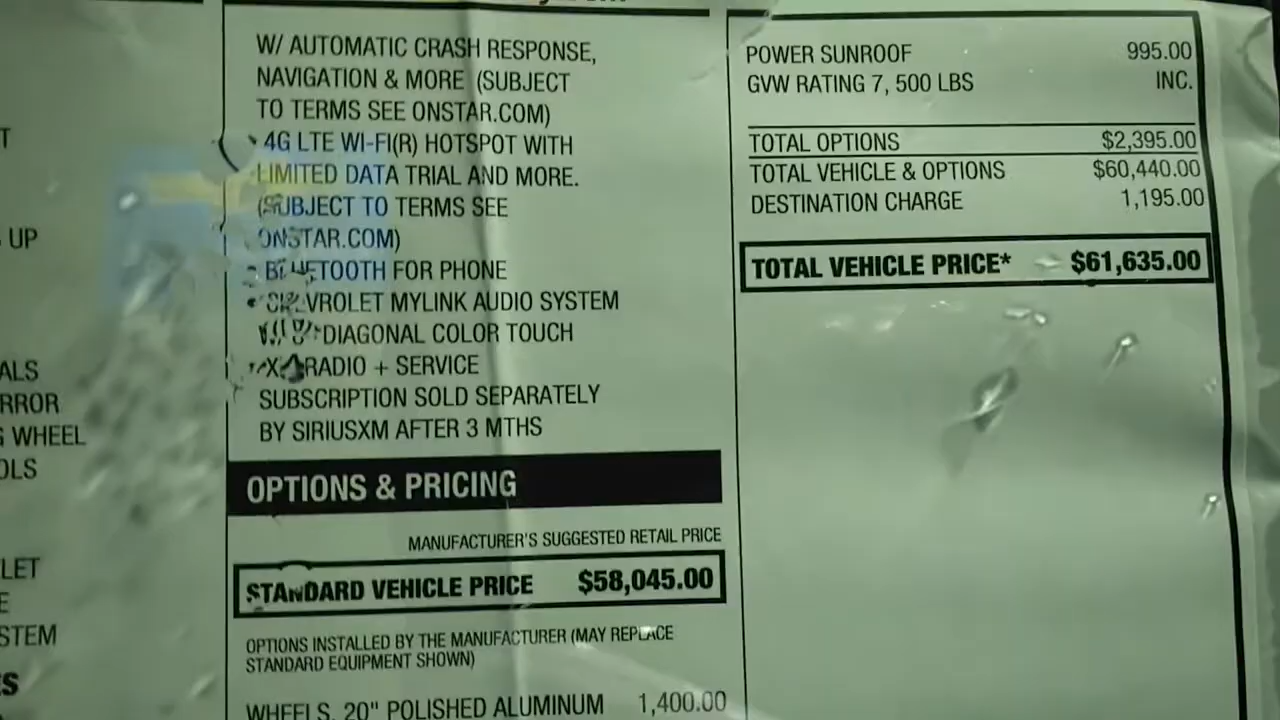 T
UP
ALS
RROR
G WHEEL
OLS
LET
E
STEM
ES
W/ AUTOMATIC CRASH RESPONSE,
NAVIGATION & MORE (SUBJECT
TO TERMS SEE ONSTAR.COM)
• 4G LTE WI-FI(R) HOTSPOT WITH
LIMITED DATA TRIAL AND MORE.
(SUBJECT TO TERMS SEE
ONSTAR.COM)
• BLUETOOTH FOR PHONE
• CHEVROLET MYLINK AUDIO SYSTEM
DIAGONAL COLOR TOUCH
RADIO + SERVICE
SUBSCRIPTION SOLD SEPARATELY
BY SIRIUSXM AFTER 3 MTHS
OPTIONS & PRICING
MANUFACTURER'S SUGGESTED RETAIL PRICE
STANDARD VEHICLE PRICE $58,045.00
OPTIONS INSTALLED BY THE MANUFACTURER (MAY REPLACE
STANDARD EQUIPMENT SHOWN)
WHEELS, 20" POLISHED ALUMINUM 1,400.00
POWER SUNROOF 995.00
GVW RATING 7, 500 LBS INC.
TOTAL OPTIONS $2,395.00
TOTAL VEHICLE & OPTIONS $60,440.00
DESTINATION CHARGE 1,195.00
TOTAL VEHICLE PRICE* $61,635.00